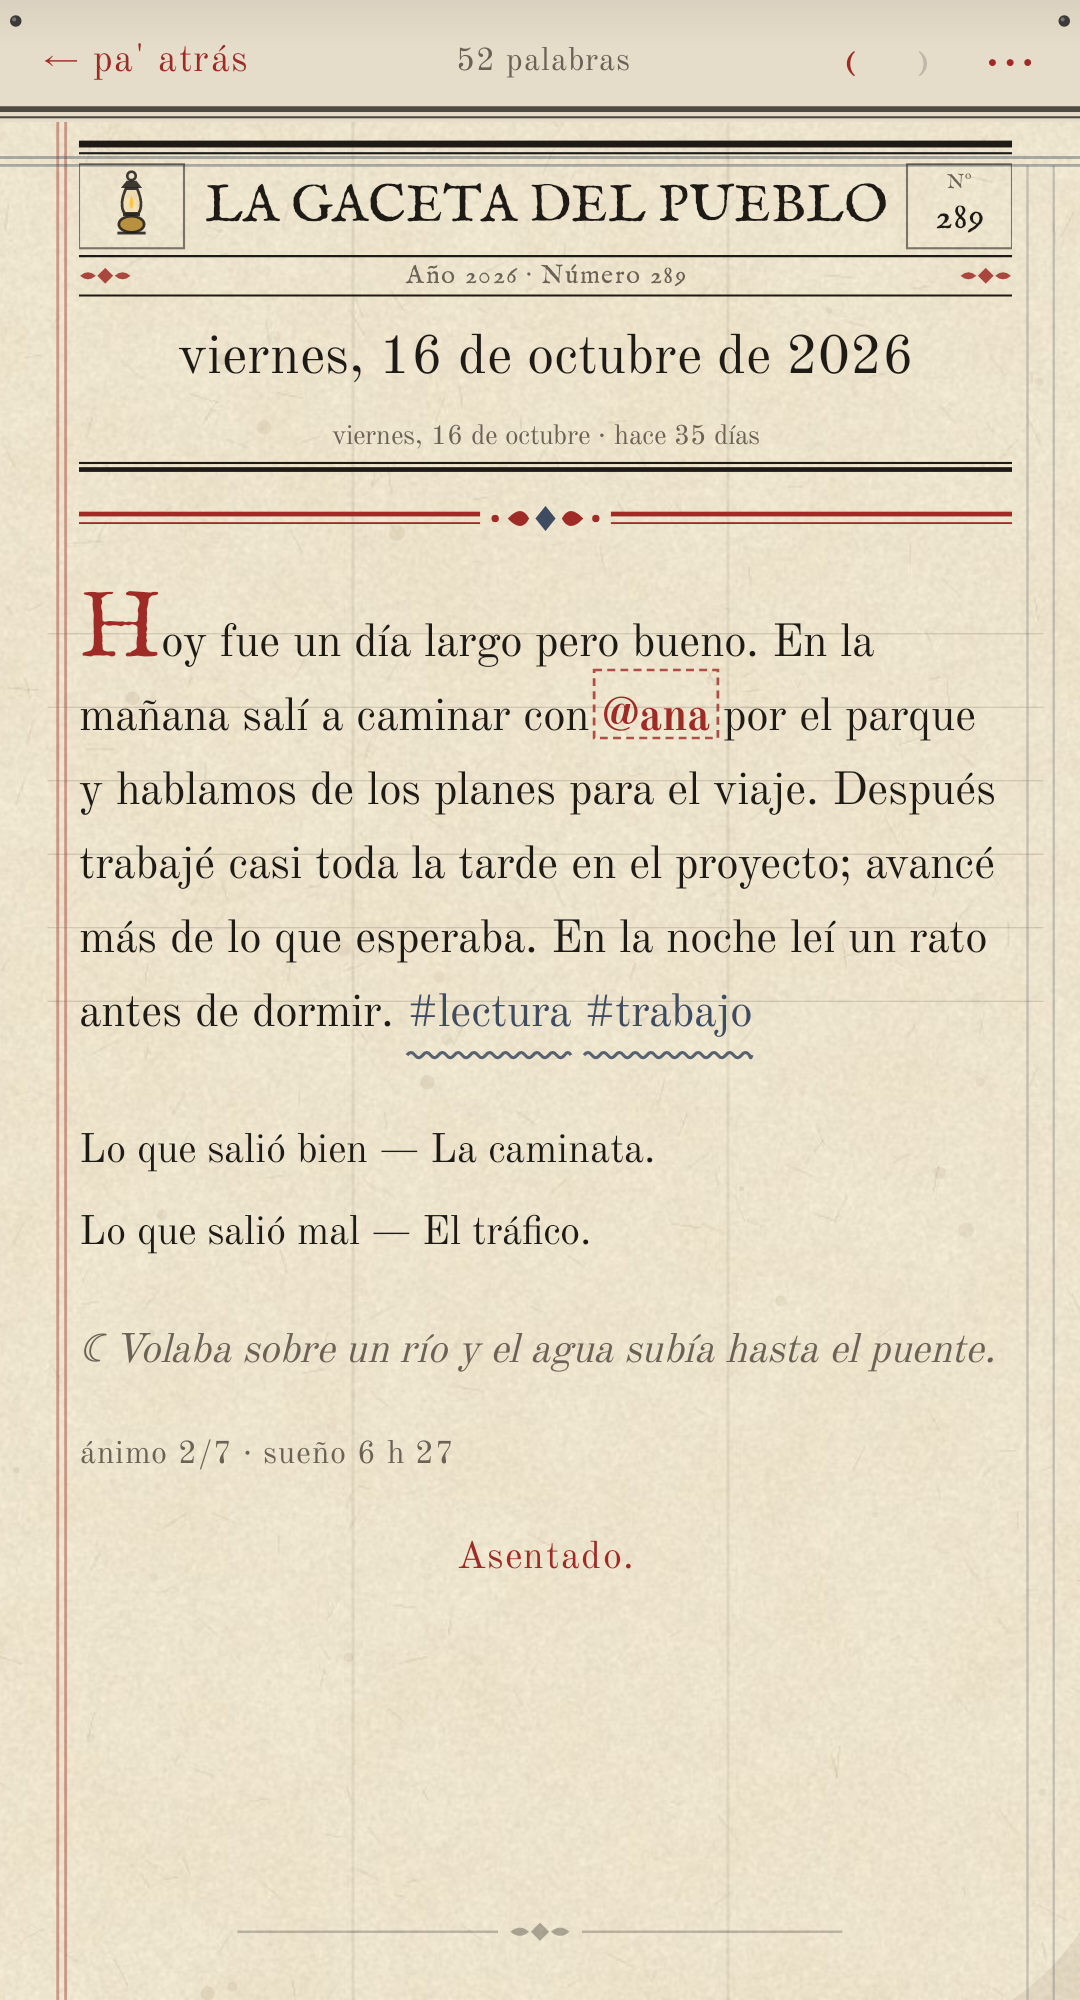 ← pa' atrás 52 palabras ( ) •••
LA GACETA DEL PUEBLO
Nº
289
Año 2026 · Número 289
viernes, 16 de octubre de 2026
viernes, 16 de octubre · hace 35 días
Hoy fue un día largo pero bueno. En la
mañana salí a caminar con @ana por el parque
y hablamos de los planes para el viaje. Después
trabajé casi toda la tarde en el proyecto; avancé
más de lo que esperaba. En la noche leí un rato
antes de dormir. #lectura #trabajo
Lo que salió bien — La caminata.
Lo que salió mal — El tráfico.
☾ Volaba sobre un río y el agua subía hasta el puente.
ánimo 2/7 · sueño 6 h 27
Asentado.